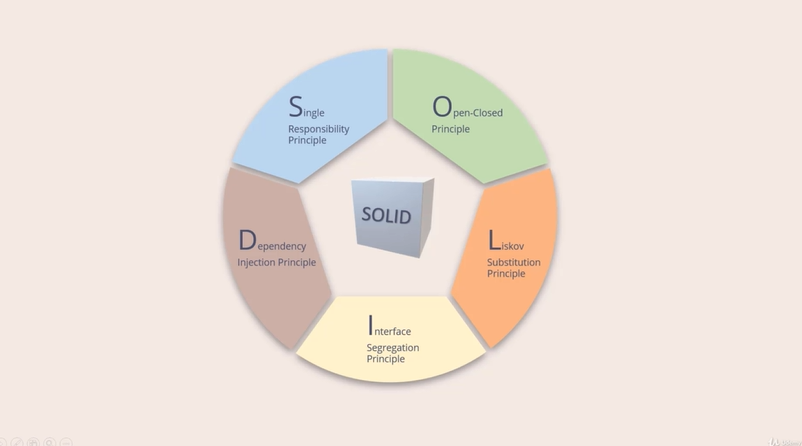 Single
Responsibility
Principle
Open-Closed
Principle
Liskov
Substitution
Principle
Interface
Segregation
Principle
Dependency
Injection Principle
SOLID